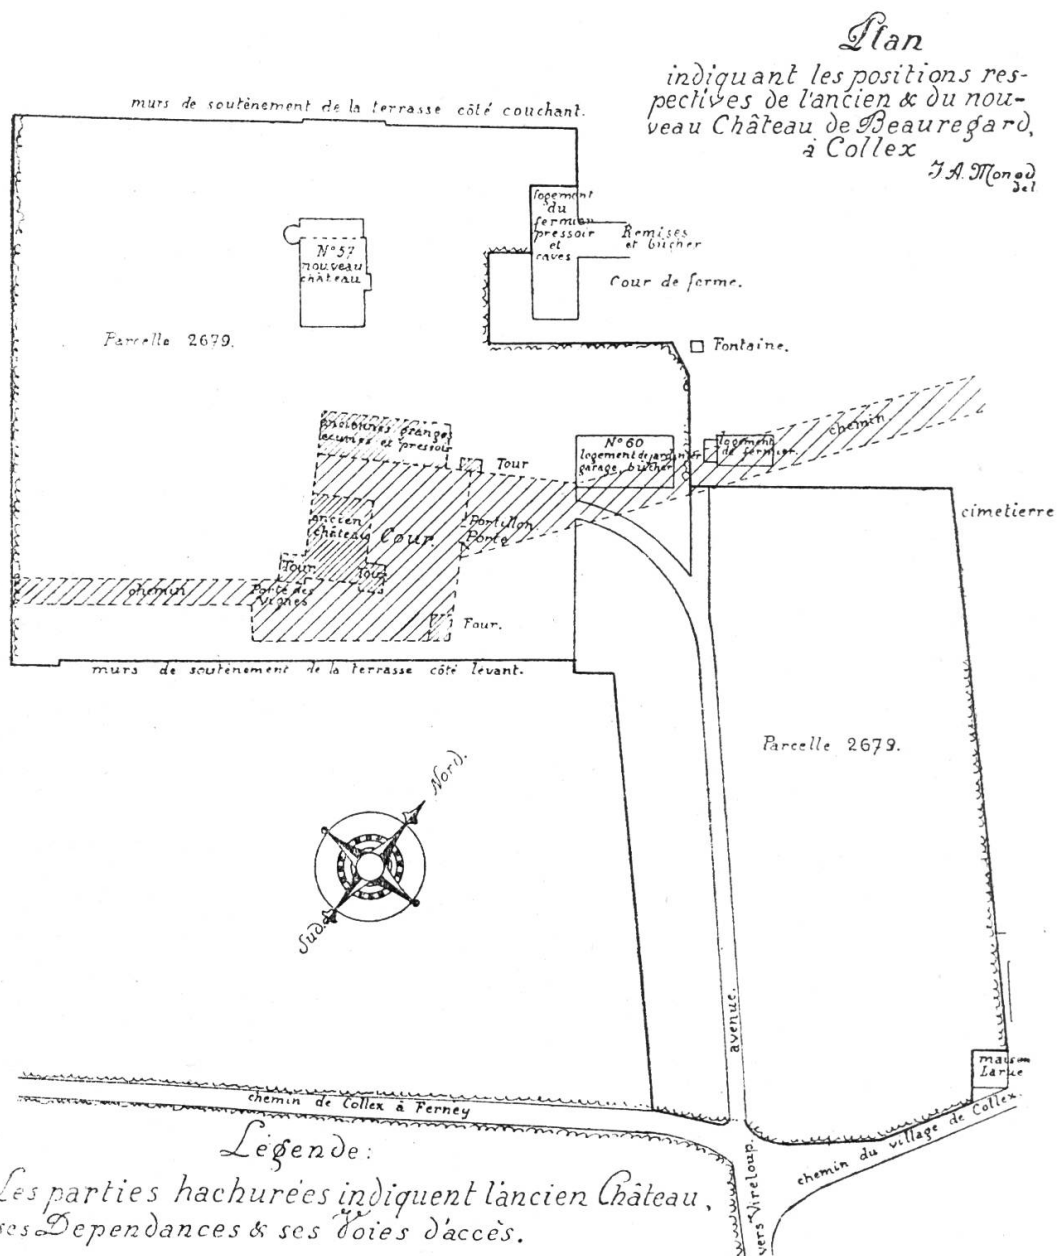 Plan
indiquant les positions res-
pectives de l'ancien & du nou-
veau Château de Beauregard,
à Collex
J.A. Monod
del
murs de soutènement de la terrasse côté couchant.
logement
du
fermier
pressoir
et
caves
Remises
et bûcher
Cour de ferme.
N° 57
nouveau
château
Parcelle 2679.
Fontaine.
anciennes granges
ecuries et pressoir
Tour
N° 60
logement de jardinier
garage, bûcher
logement
de fermier.
chemin.
cimetierre
ancien
château
Cour.
Portillon
Porte
Tour
Tour
chemin
Porte des
vignes
Four.
murs de soutènement de la terrasse côté levant.
Parcelle 2679.
Nord.
Sud.
avenue.
maison
Larue
chemin de Collex à Ferney
chemin du village de Collex.
vers Vireloup.
Légende:
Les parties hachurées indiquent l'ancien Château,
ses Dependances & ses Voies d'accès.